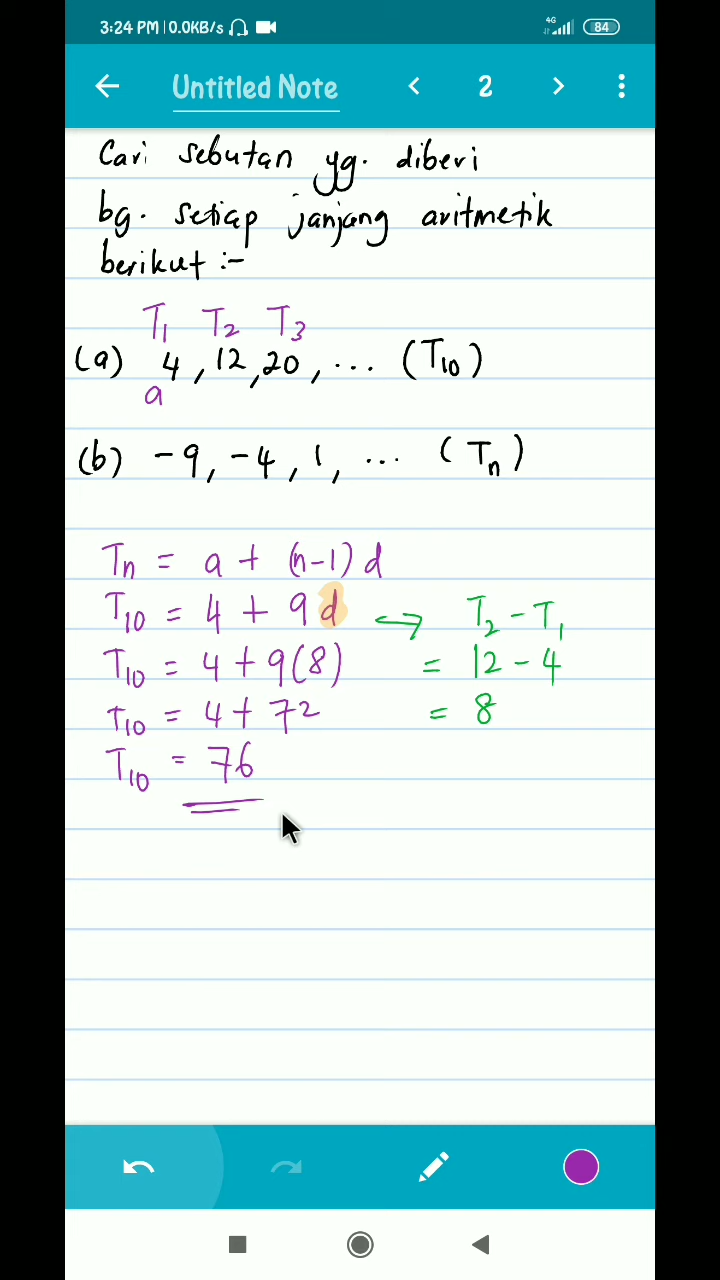 3:24 PM | 0.0KB/s 4G 84
Untitled Note 2
Cari sebutan yg. diberi
bg. setiap janjang aritmetik
berikut :-
T₁ T₂ T₃
(a) 4, 12, 20, ... (T₁₀)
a
(b) -9, -4, 1, ... (Tₙ)
Tₙ = a + (n-1) d
T₁₀ = 4 + 9d → T₂ - T₁
T₁₀ = 4 + 9(8) = 12 - 4
T₁₀ = 4 + 72 = 8
T₁₀ = 76